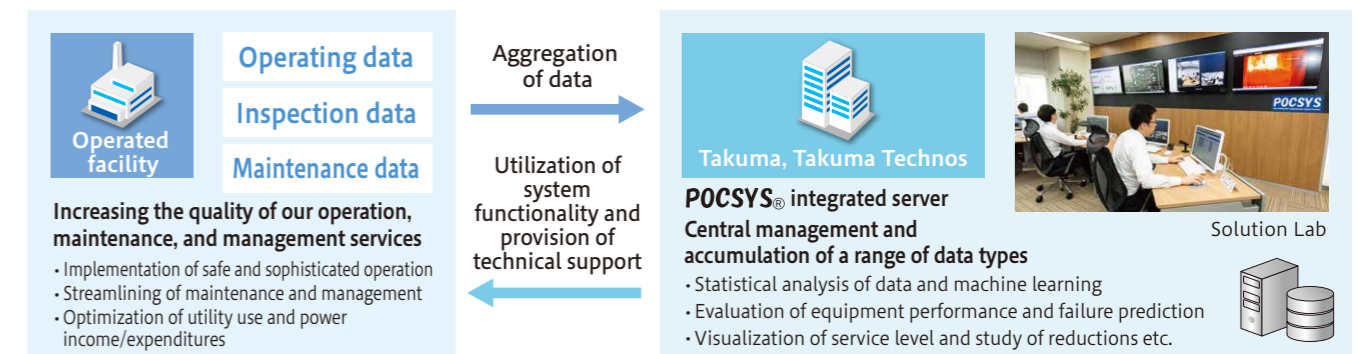 Operated
facility
Operating data
Inspection data
Maintenance data
Increasing the quality of our operation,
maintenance, and management services
・Implementation of safe and sophisticated operation
・Streamlining of maintenance and management
・Optimization of utility use and power
income/expenditures
Aggregation
of data
Utilization of
system
functionality and
provision of
technical support
Takuma, Takuma Technos
POCSYS® integrated server
Central management and
accumulation of a range of data types
・Statistical analysis of data and machine learning
・Evaluation of equipment performance and failure prediction
・Visualization of service level and study of reductions etc.
POCSYS
Solution Lab